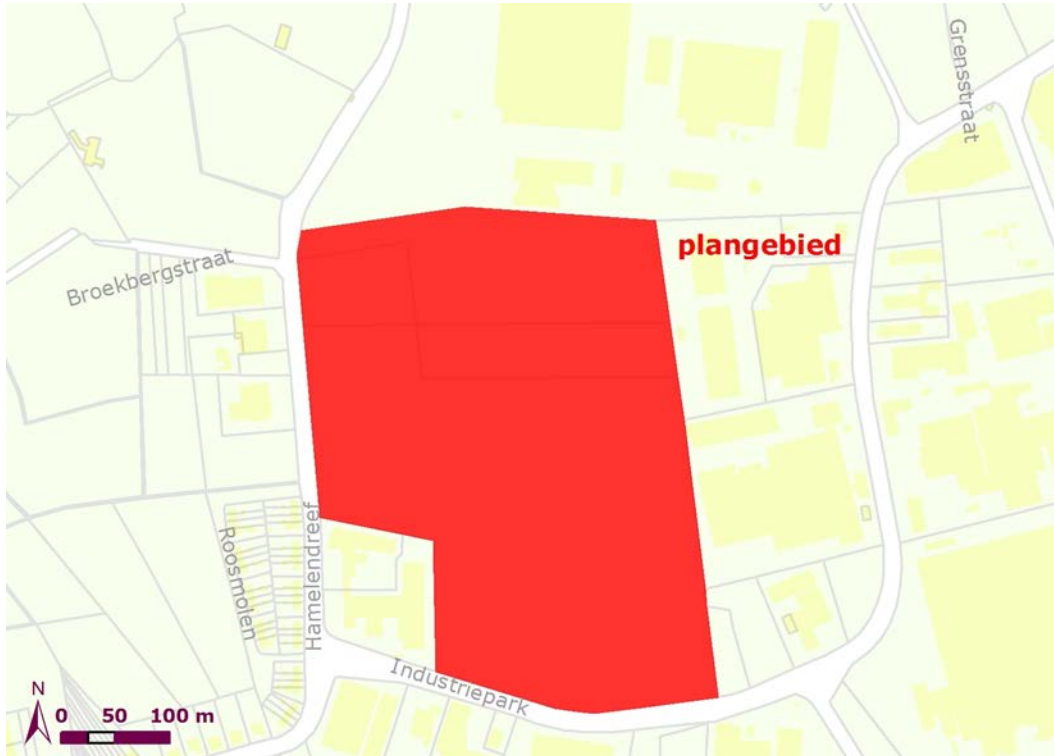 Grensstraat
plangebied
Broekbergstraat
Hamelendreef
Roosmolen
Industriepark
N
0 50 100 m